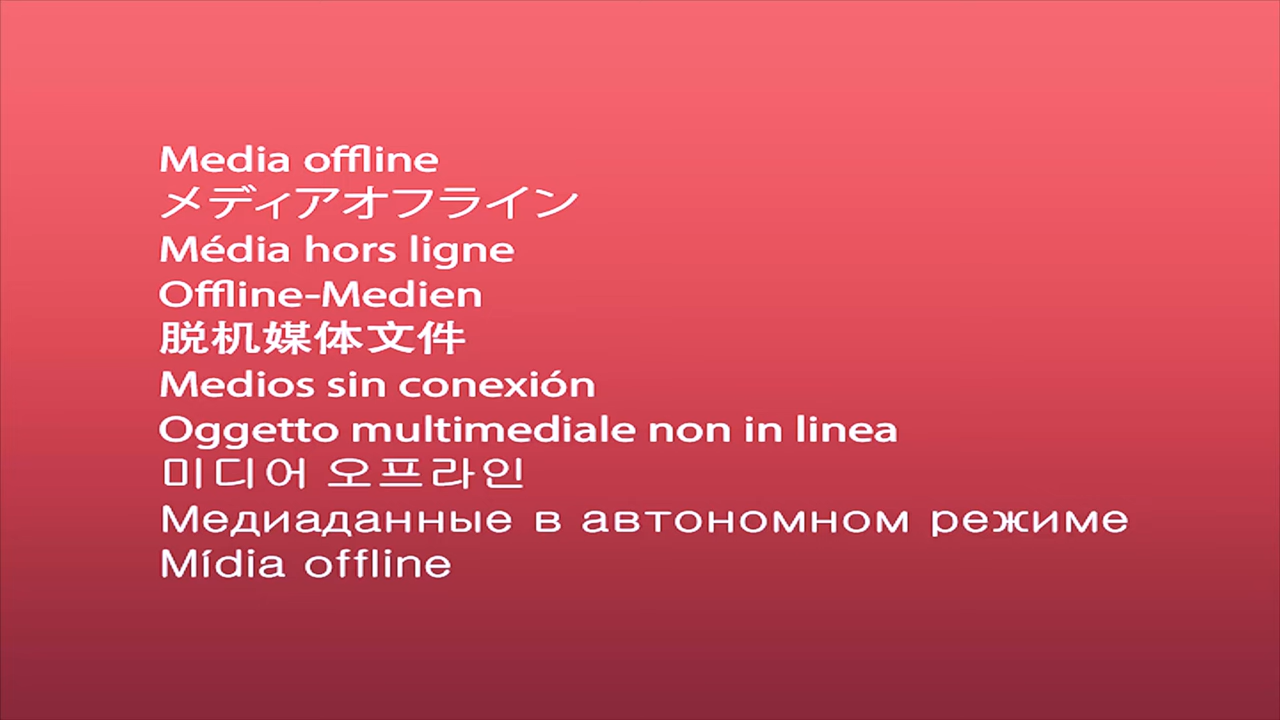 Media offline
メディアオフライン
Média hors ligne
Offline-Medien
脱机媒体文件
Medios sin conexión
Oggetto multimediale non in linea
미디어 오프라인
Медиаданные в автономном режиме
Mídia offline